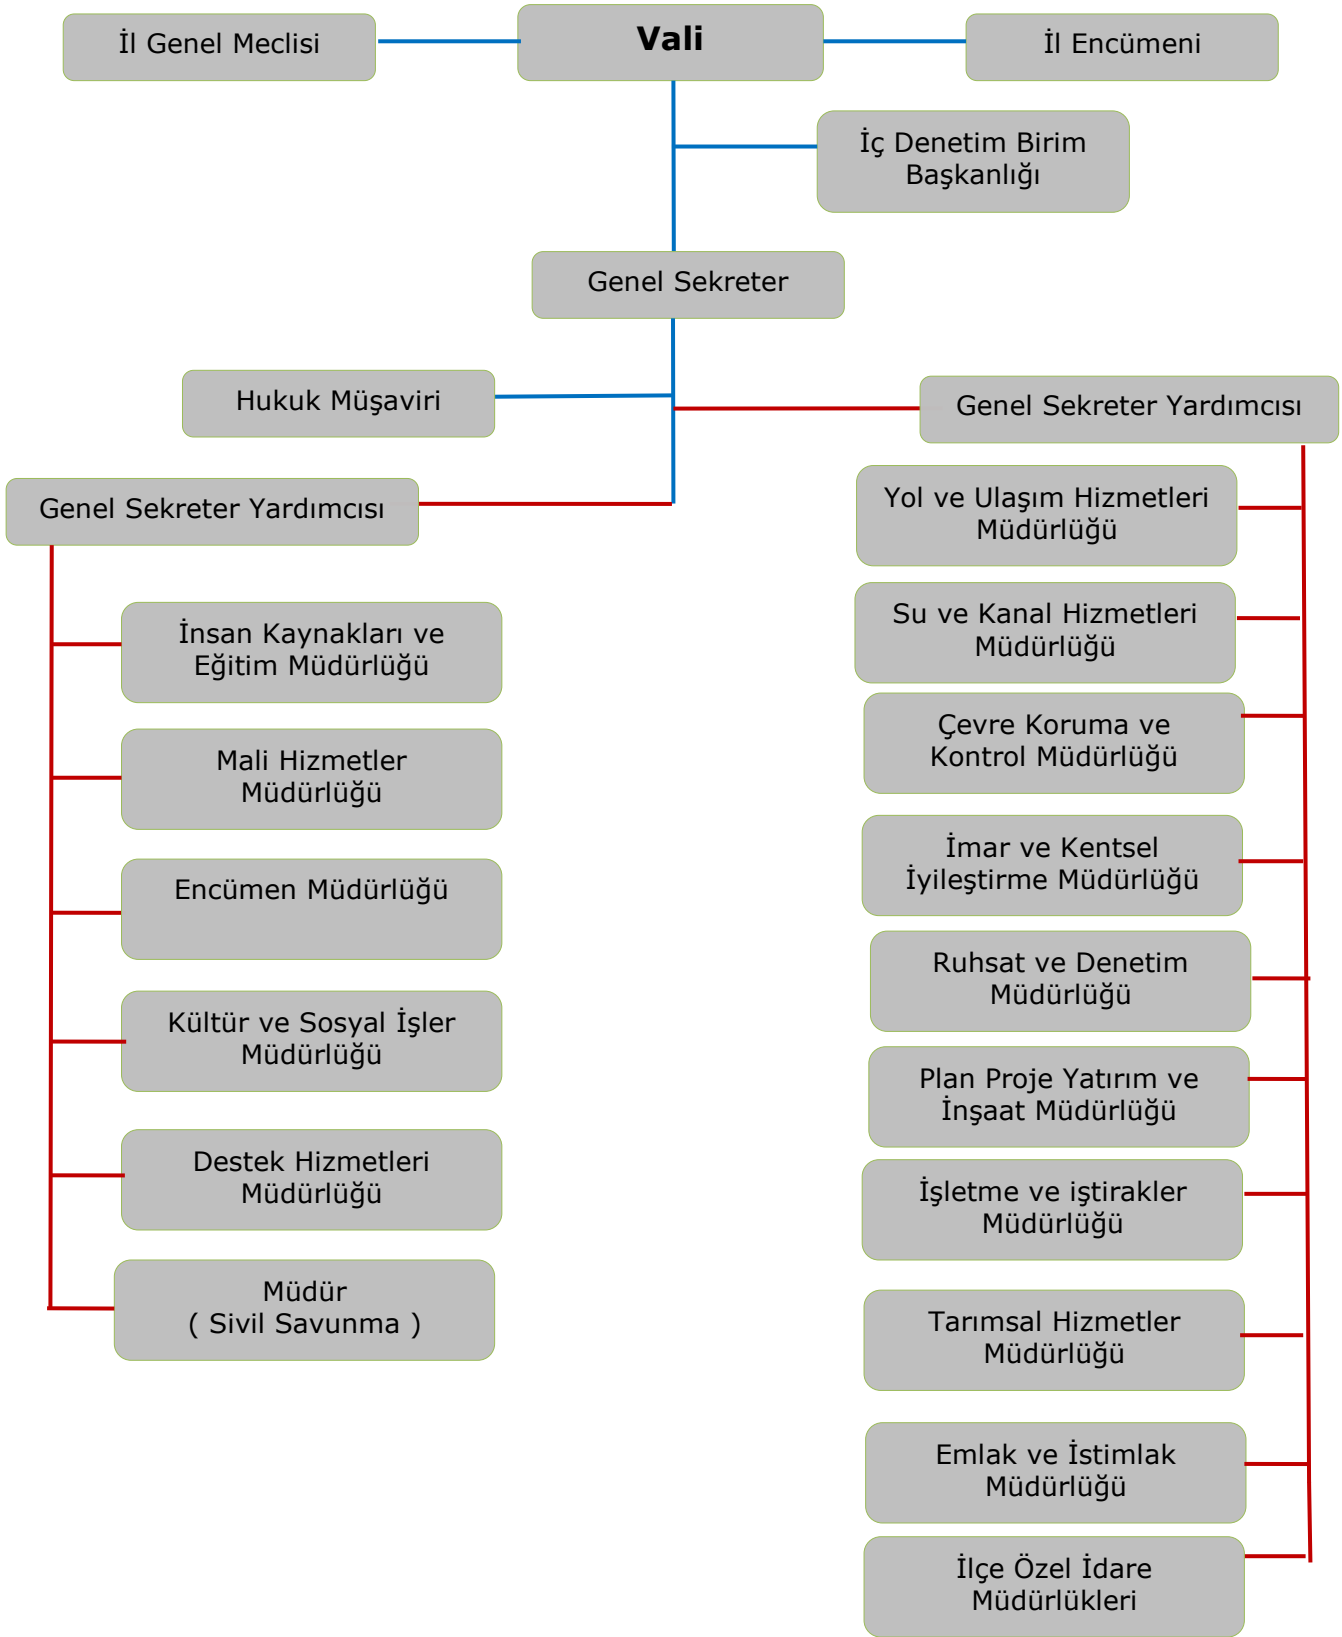 İl Genel Meclisi
Vali
İl Encümeni
İç Denetim Birim
Başkanlığı
Genel Sekreter
Hukuk Müşaviri
Genel Sekreter Yardımcısı
Genel Sekreter Yardımcısı
İnsan Kaynakları ve
Eğitim Müdürlüğü
Mali Hizmetler
Müdürlüğü
Encümen Müdürlüğü
Kültür ve Sosyal İşler
Müdürlüğü
Destek Hizmetleri
Müdürlüğü
Müdür
( Sivil Savunma )
Yol ve Ulaşım Hizmetleri
Müdürlüğü
Su ve Kanal Hizmetleri
Müdürlüğü
Çevre Koruma ve
Kontrol Müdürlüğü
İmar ve Kentsel
İyileştirme Müdürlüğü
Ruhsat ve Denetim
Müdürlüğü
Plan Proje Yatırım ve
İnşaat Müdürlüğü
İşletme ve iştirakler
Müdürlüğü
Tarımsal Hizmetler
Müdürlüğü
Emlak ve İstimlak
Müdürlüğü
İlçe Özel İdare
Müdürlükleri